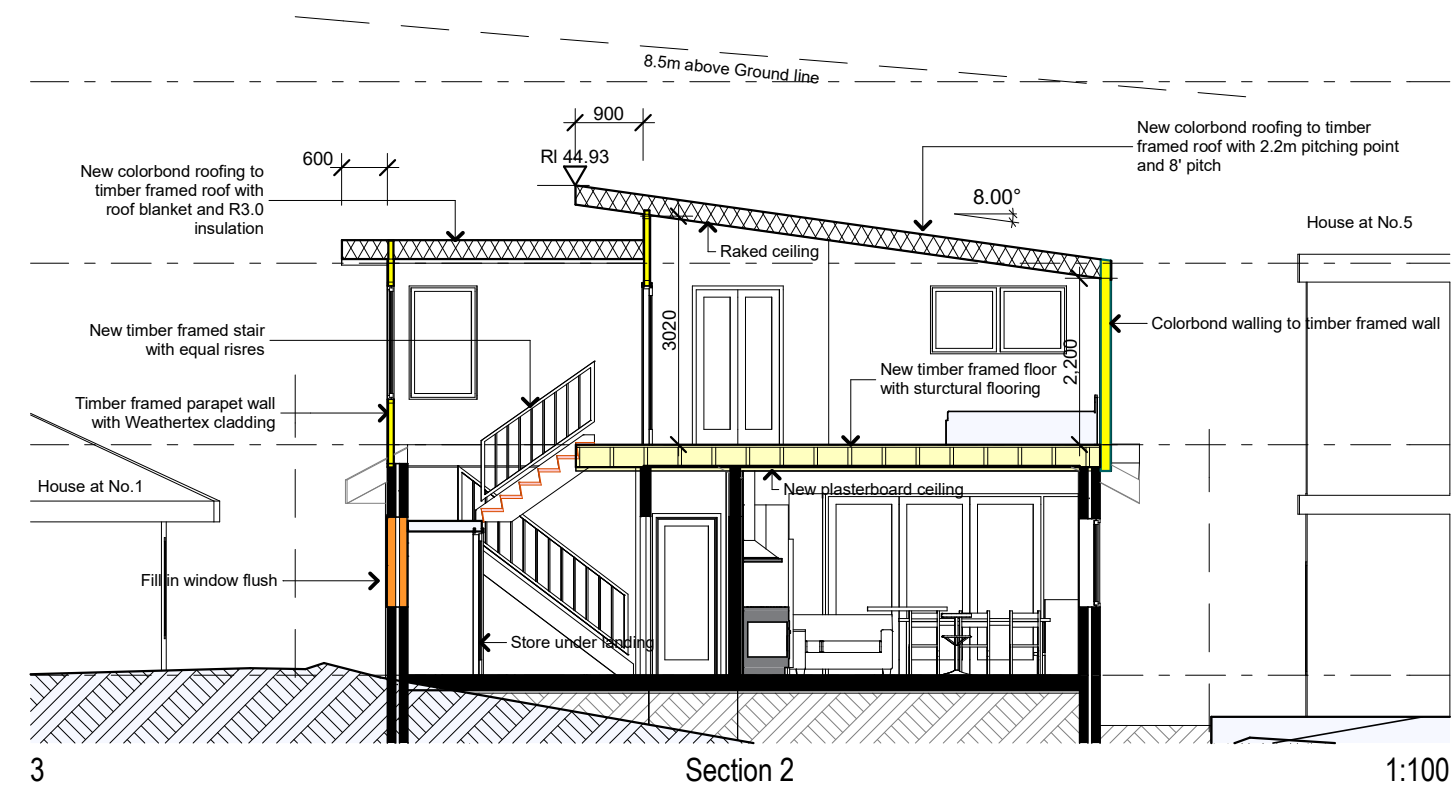 8.5m above Ground line
900
600
Rl 44.93
New colorbond roofing to
timber framed roof with
roof blanket and R3.0
insulation
New colorbond roofing to timber
framed roof with 2.2m pitching point
and 8' pitch
8.00°
House at No.5
Raked ceiling
New timber framed stair
with equal risres
3020
Colorbond walling to timber framed wall
2,200
New timber framed floor
with sturctural flooring
Timber framed parapet wall
with Weathertex cladding
House at No.1
New plasterboard ceiling
Fill in window flush
Store under landing
3
Section 2
1:100